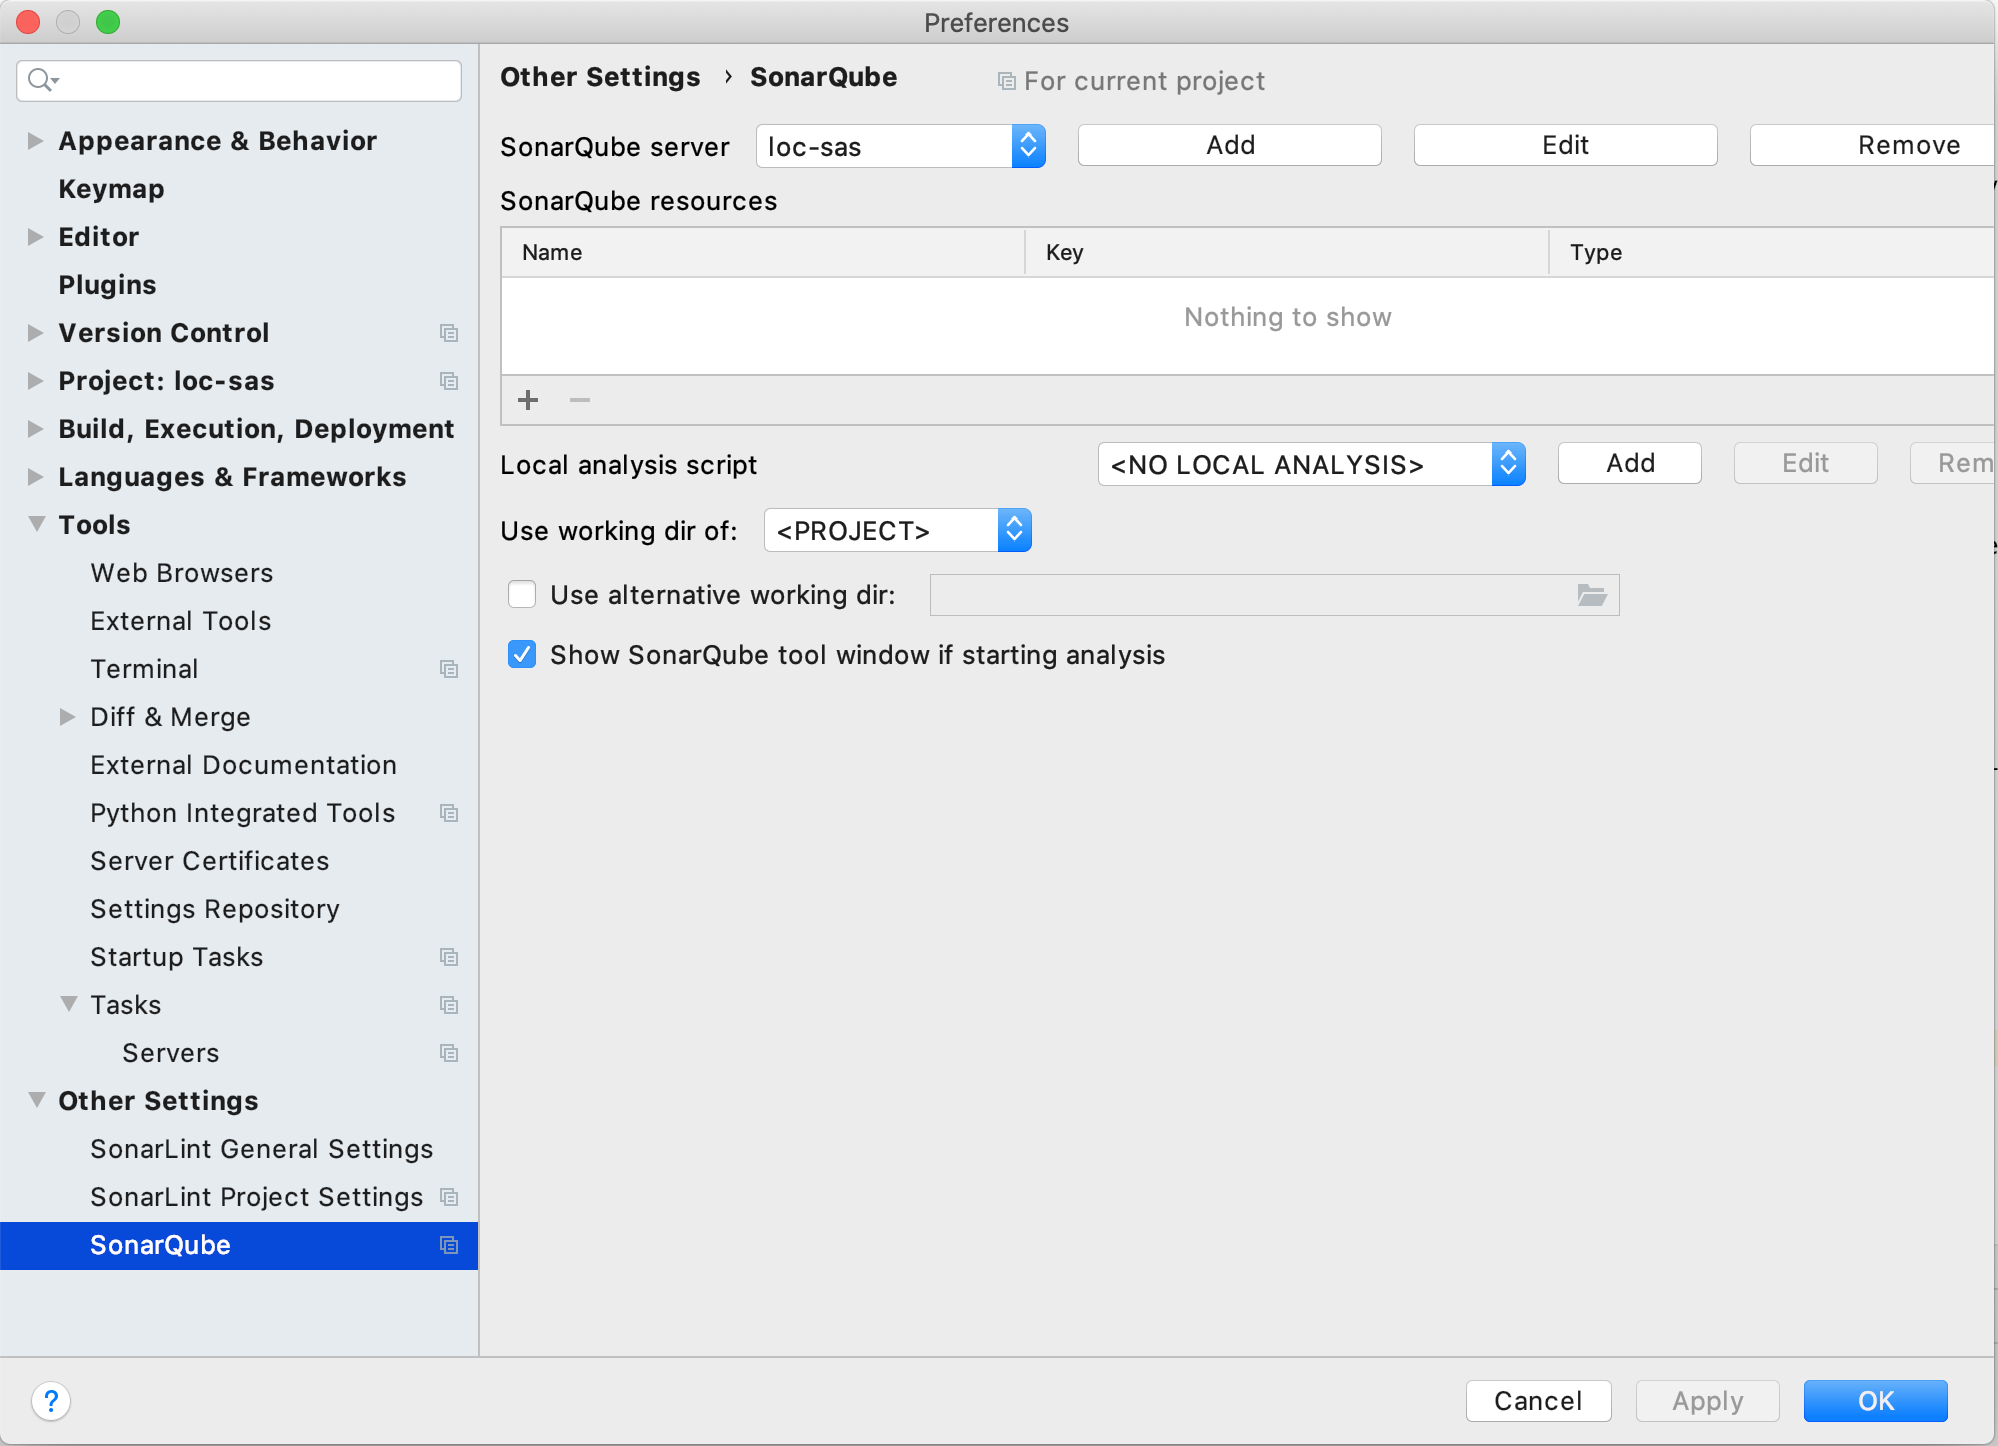 Preferences
Appearance & Behavior
Keymap
Editor
Plugins
Version Control
Project: loc-sas
Build, Execution, Deployment
Languages & Frameworks
Tools
Web Browsers
External Tools
Terminal
Diff & Merge
External Documentation
Python Integrated Tools
Server Certificates
Settings Repository
Startup Tasks
Tasks
Servers
Other Settings
SonarLint General Settings
SonarLint Project Settings
SonarQube
Other Settings › SonarQube For current project
SonarQube server loc-sas Add Edit Remove
SonarQube resources
Name Key Type
Nothing to show
Local analysis script <NO LOCAL ANALYSIS> Add Edit Rem
Use working dir of: <PROJECT>
Use alternative working dir:
Show SonarQube tool window if starting analysis
? Cancel Apply OK